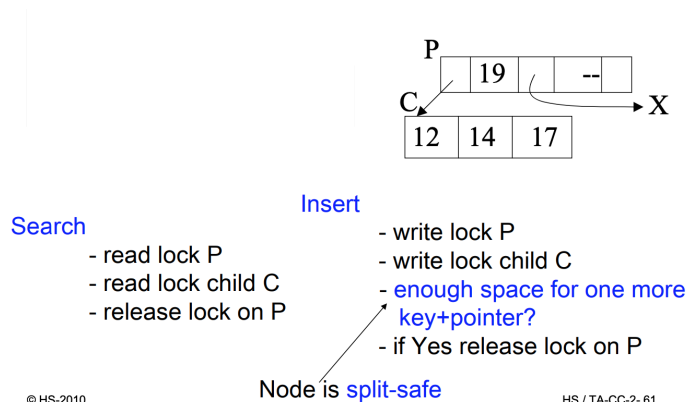 P
19 --
X
C
12 14 17
Insert
Search
- read lock P
- read lock child C
- release lock on P
- write lock P
- write lock child C
- enough space for one more
key+pointer?
- if Yes release lock on P
Node is split-safe
© HS-2010
HS / TA-CC-2- 61